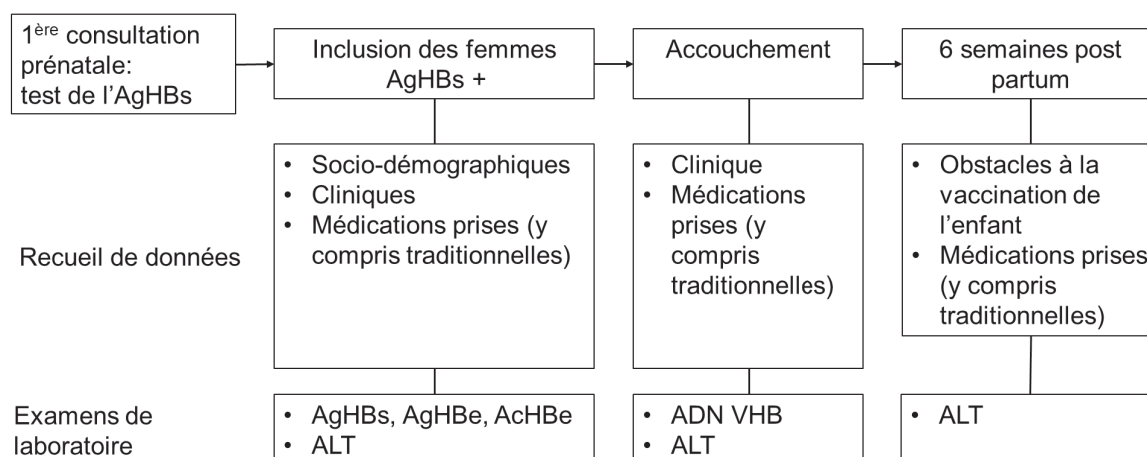 1ère consultation
prénatale:
test de l'AgHBs
Inclusion des femmes
AgHBs +
Accouchement
6 semaines post
partum
Recueil de données
• Socio-démographiques
• Cliniques
• Médications prises (y
compris traditionnelles)
• Clinique
• Médications
prises (y
compris
traditionnelles)
• Obstacles à la
vaccination de
l'enfant
• Médications prises
(y compris
traditionnelles)
Examens de
laboratoire
• AgHBs, AgHBe, AcHBe
• ALT
• ADN VHB
• ALT
• ALT